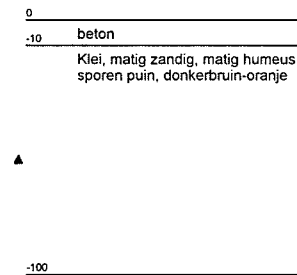 0
beton
-10
Klei, matig zandig, matig humeus
sporen puin, donkerbruin-oranje
-100